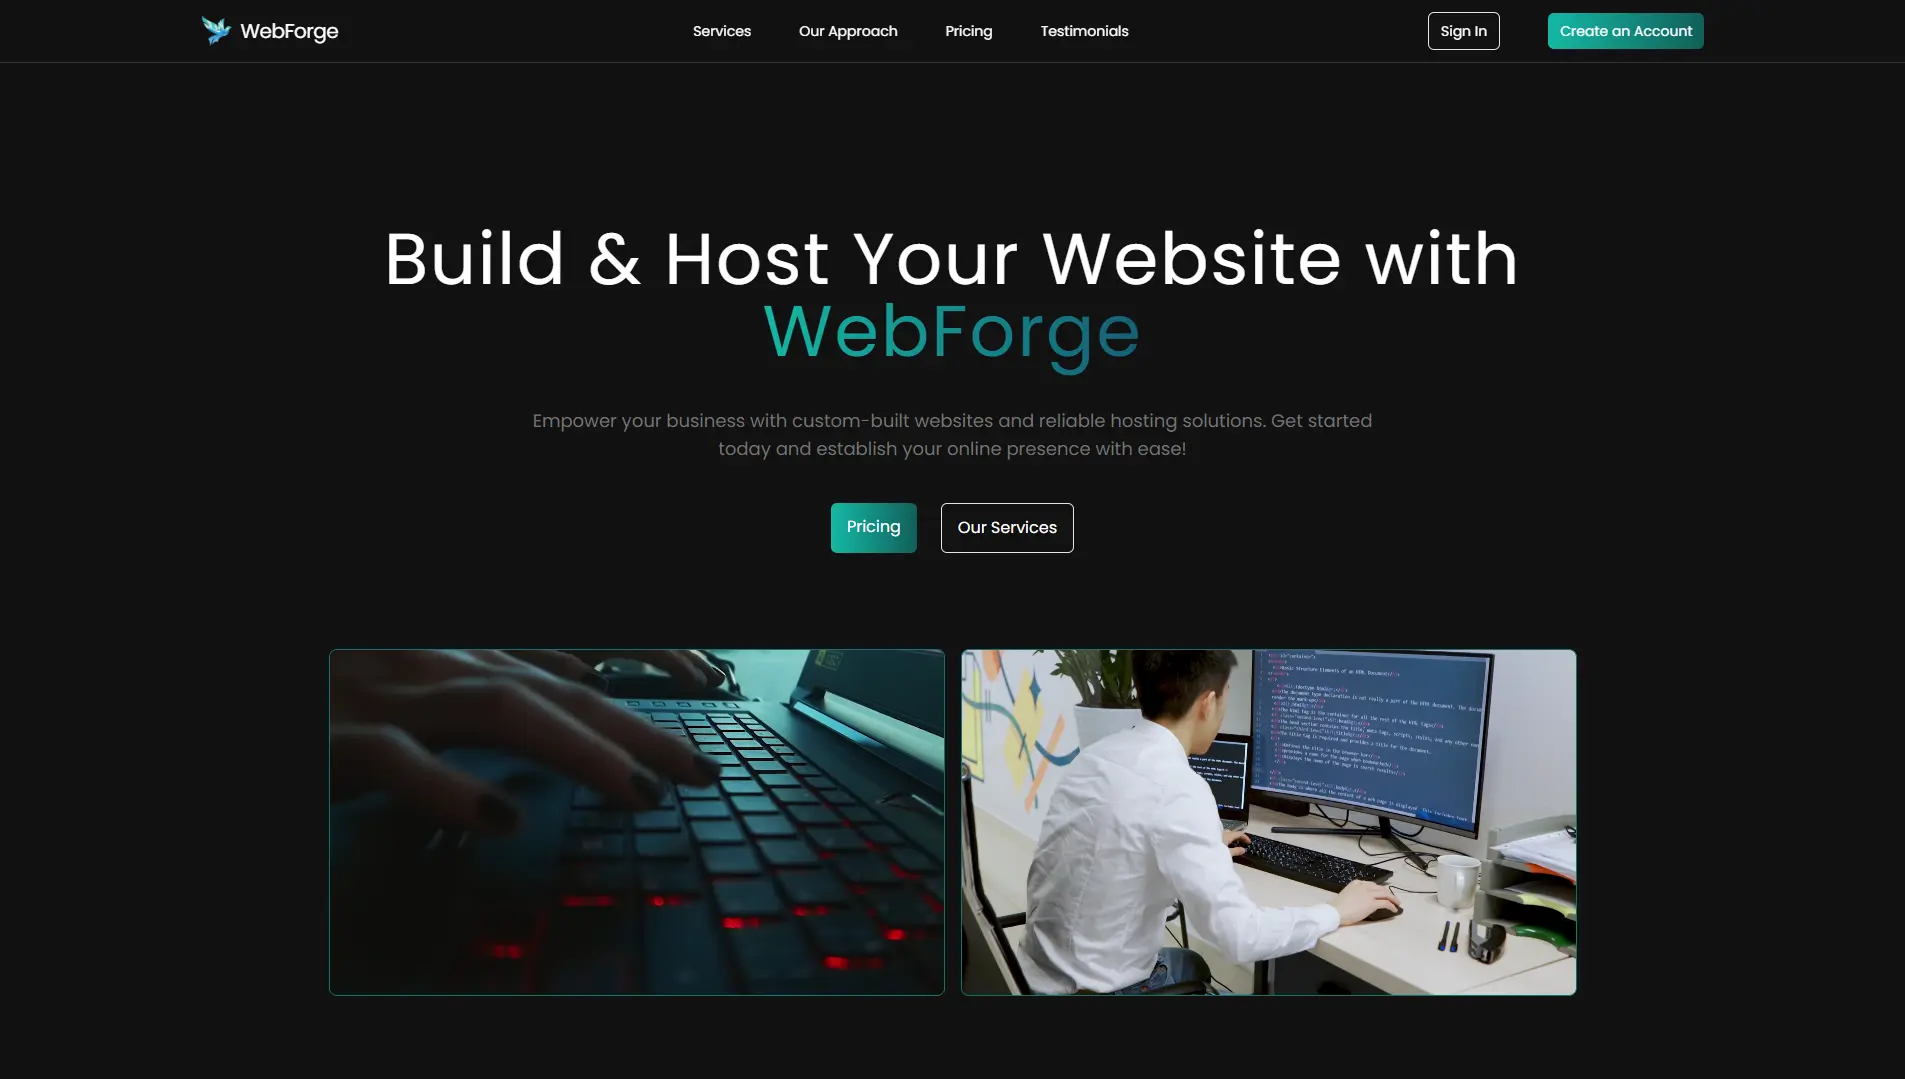 WebForge
Services
Our Approach
Pricing
Testimonials
Sign In
Create an Account
Build & Host Your Website with
WebForge
Empower your business with custom-built websites and reliable hosting solutions. Get started
today and establish your online presence with ease!
Pricing
Our Services